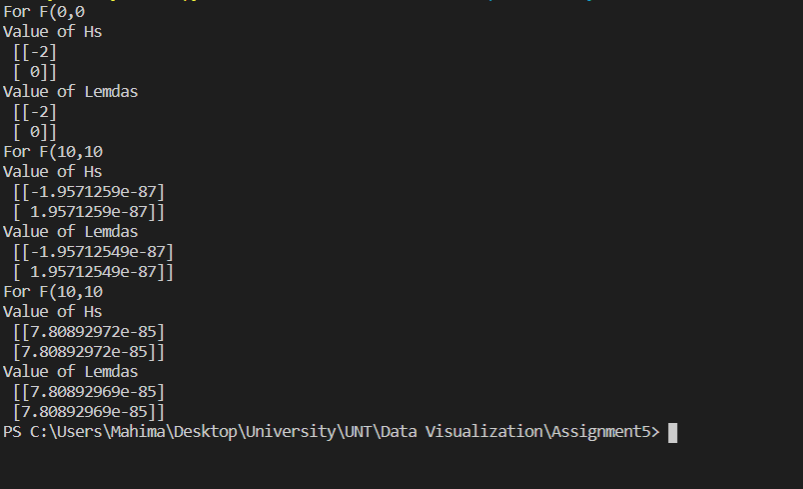 For F(0,0
Value of Hs
[[-2]
[ 0]]
Value of Lemdas
[[-2]
[ 0]]
For F(10,10
Value of Hs
[[-1.9571259e-87]
[ 1.9571259e-87]]
Value of Lemdas
[[-1.95712549e-87]
[ 1.95712549e-87]]
For F(10,10
Value of Hs
[[7.80892972e-85]
[7.80892972e-85]]
Value of Lemdas
[[7.80892969e-85]
[7.80892969e-85]]
PS C:\Users\Mahima\Desktop\University\UNT\Data Visualization\Assignment5>